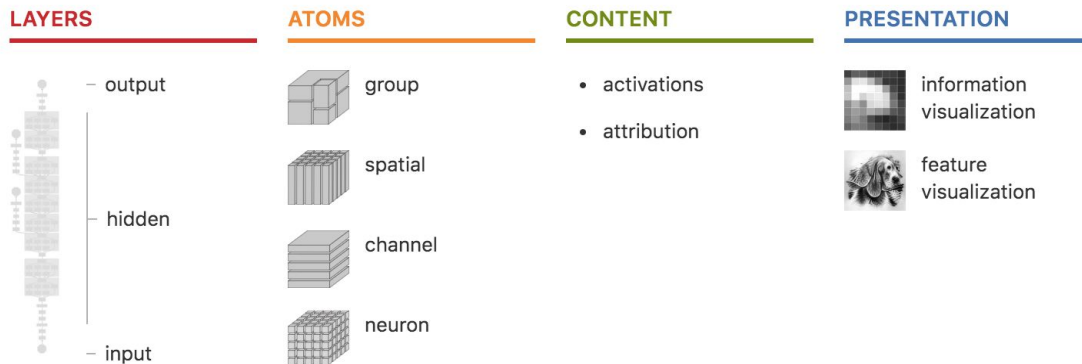 LAYERS
output
hidden
input
ATOMS
group
spatial
channel
neuron
CONTENT
• activations
• attribution
PRESENTATION
information
visualization
feature
visualization